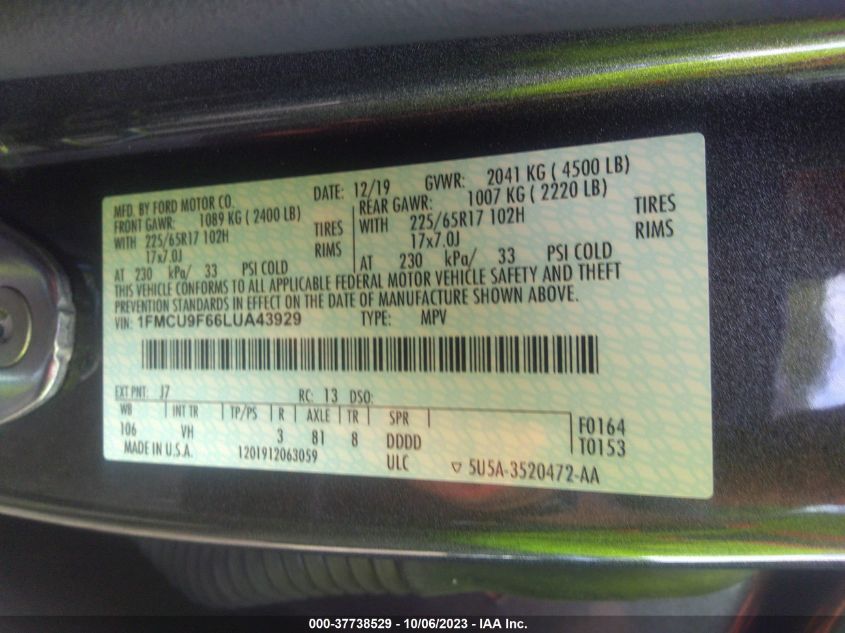 MFD. BY FORD MOTOR CO. DATE: 12/19 GVWR: 2041 KG ( 4500 LB)
FRONT GAWR: 1089 KG ( 2400 LB) REAR GAWR: 1007 KG ( 2220 LB)
WITH 225/65R17 102H TIRES WITH 225/65R17 102H TIRES
17x7.0J RIMS 17x7.0J RIMS
AT 230 kPa/ 33 PSI COLD AT 230 kPa/ 33 PSI COLD
THIS VEHICLE CONFORMS TO ALL APPLICABLE FEDERAL MOTOR VEHICLE SAFETY AND THEFT
PREVENTION STANDARDS IN EFFECT ON THE DATE OF MANUFACTURE SHOWN ABOVE.
VIN: 1FMCU9F66LUA43929 TYPE: MPV
EXT PNT: J7 RC: 13 DSO:
WB INT TR TP/PS R AXLE TR SPR F0164
106 VH 3 81 8 DDDD T0153
MADE IN U.S.A. 1201912063059 ULC ▽ 5U5A-3520472-AA
000-37738529 - 10/06/2023 - IAA Inc.